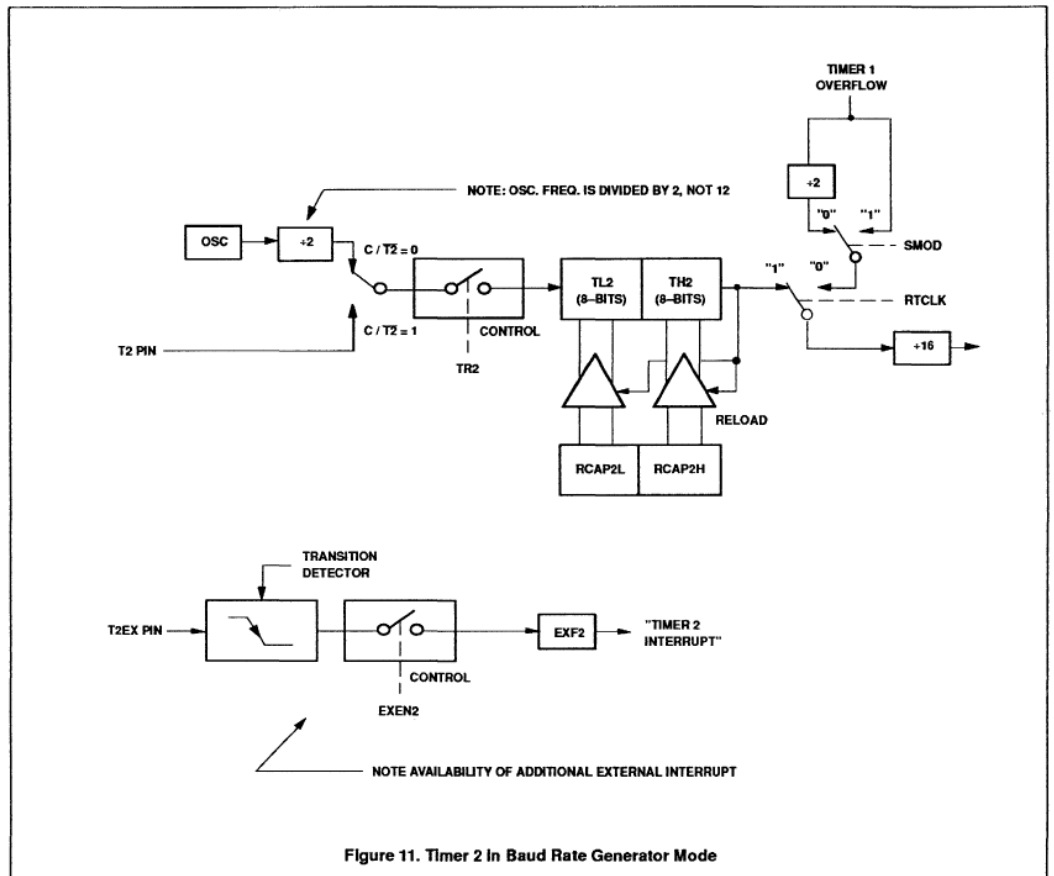 TIMER 1
OVERFLOW
÷2
NOTE: OSC. FREQ. IS DIVIDED BY 2, NOT 12
"0" "1"
OSC
÷2
C / T2̅ = 0
SMOD
TL2
(8–BITS)
TH2
(8–BITS)
"1" "0"
RTCLK
C / T2̅ = 1
CONTROL
T2 PIN
TR2
÷16
RELOAD
RCAP2L
RCAP2H
TRANSITION
DETECTOR
T2EX PIN
EXF2
"TIMER 2
INTERRUPT"
CONTROL
EXEN2
NOTE AVAILABILITY OF ADDITIONAL EXTERNAL INTERRUPT
Figure 11. Timer 2 In Baud Rate Generator Mode